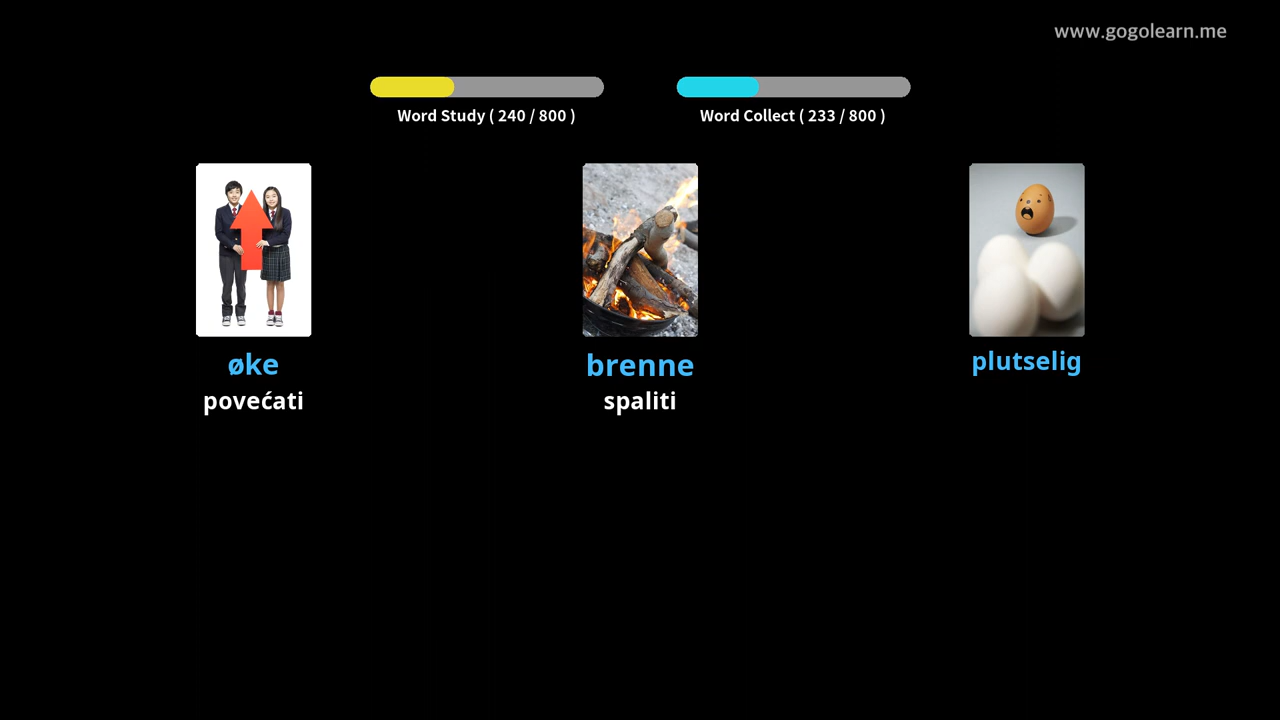 www.gogolearn.me
Word Study ( 240 / 800 )
Word Collect ( 233 / 800 )
øke
povećati
brenne
spaliti
plutselig